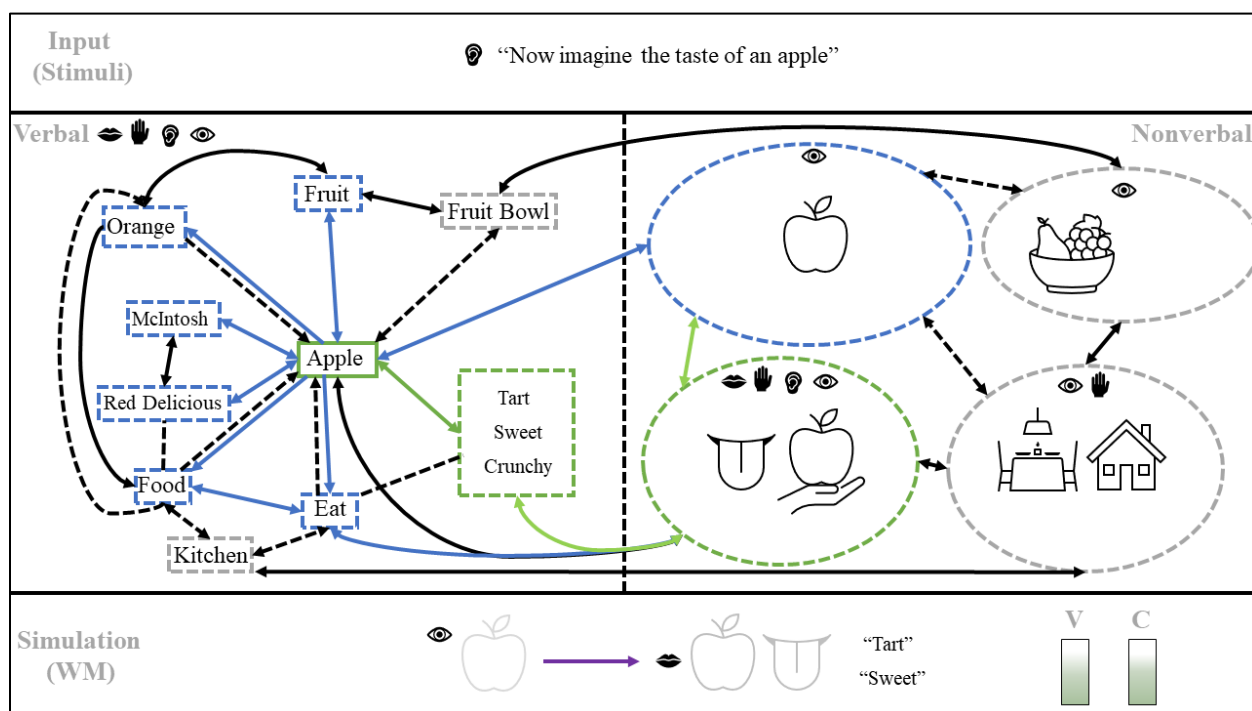 Input
(Stimuli)
“Now imagine the taste of an apple”
Verbal
Nonverbal
Fruit
Orange
Fruit Bowl
McIntosh
Apple
Red Delicious
Tart
Sweet
Crunchy
Food
Eat
Kitchen
Simulation
(WM)
“Tart”
“Sweet”
V
C